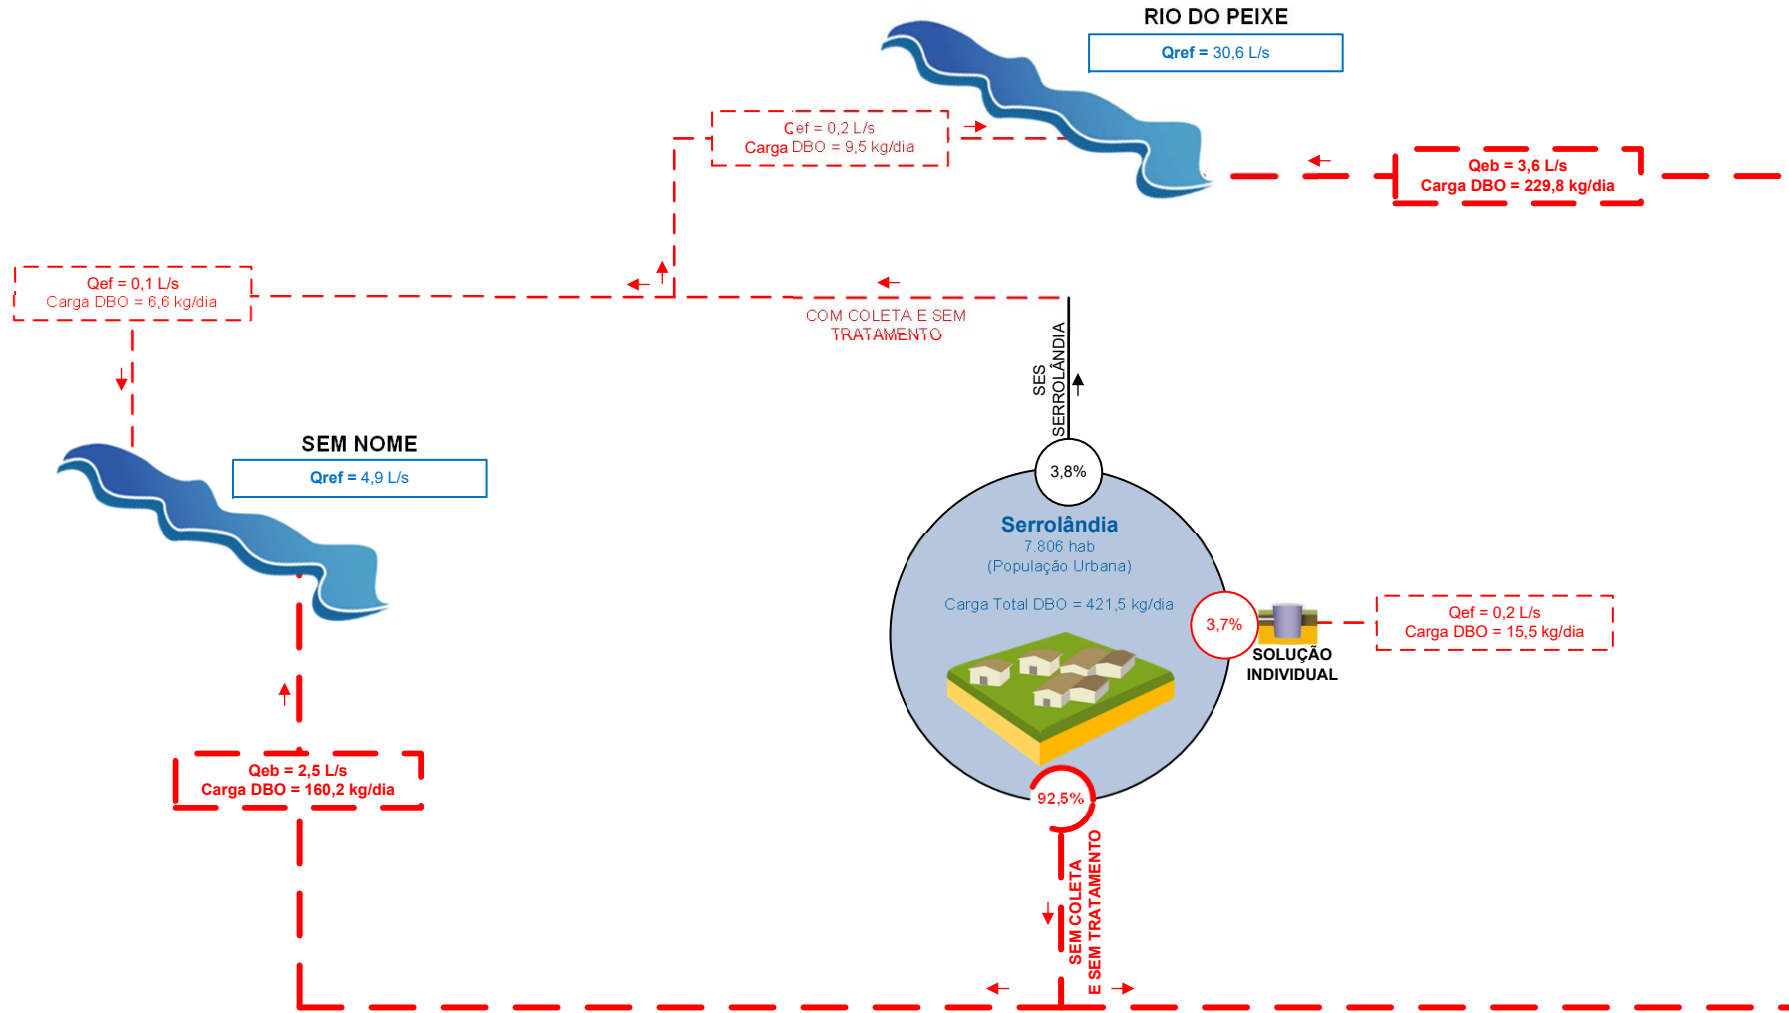 RIO DO PEIXE
Qref = 30,6 L/s
Qef = 0,2 L/s
Carga DBO = 9,5 kg/dia
Qeb = 3,6 L/s
Carga DBO = 229,8 kg/dia
Qef = 0,1 L/s
Carga DBO = 6,6 kg/dia
COM COLETA E SEM
TRATAMENTO
SES
SERROLÂNDIA
SEM NOME
Qref = 4,9 L/s
3,8%
Serrolândia
7.806 hab
(População Urbana)
Carga Total DBO = 421,5 kg/dia
3,7%
SOLUÇÃO
INDIVIDUAL
Qef = 0,2 L/s
Carga DBO = 15,5 kg/dia
Qeb = 2,5 L/s
Carga DBO = 160,2 kg/dia
92,5%
SEM COLETA
E SEM TRATAMENTO